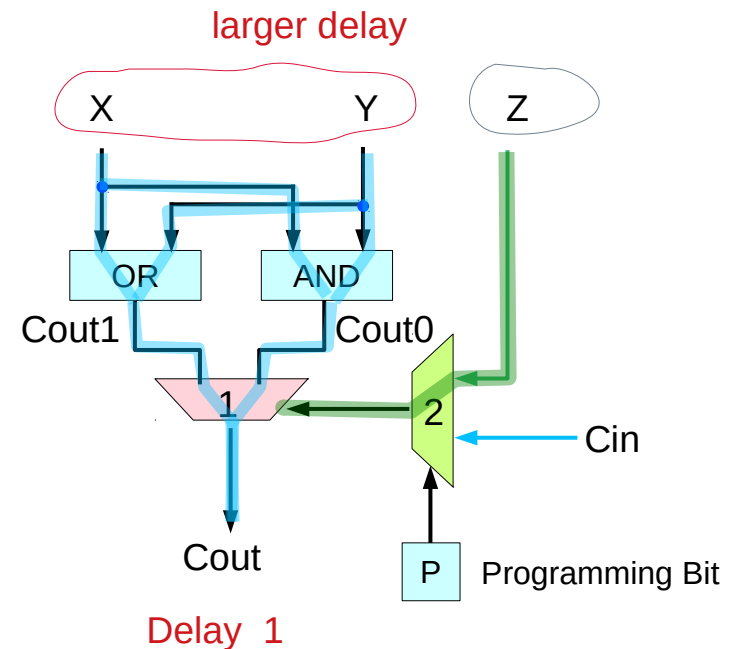 larger delay
X Y Z
OR AND
Cout1 Cout0
1 2
Cin
Cout
P Programming Bit
Delay 1